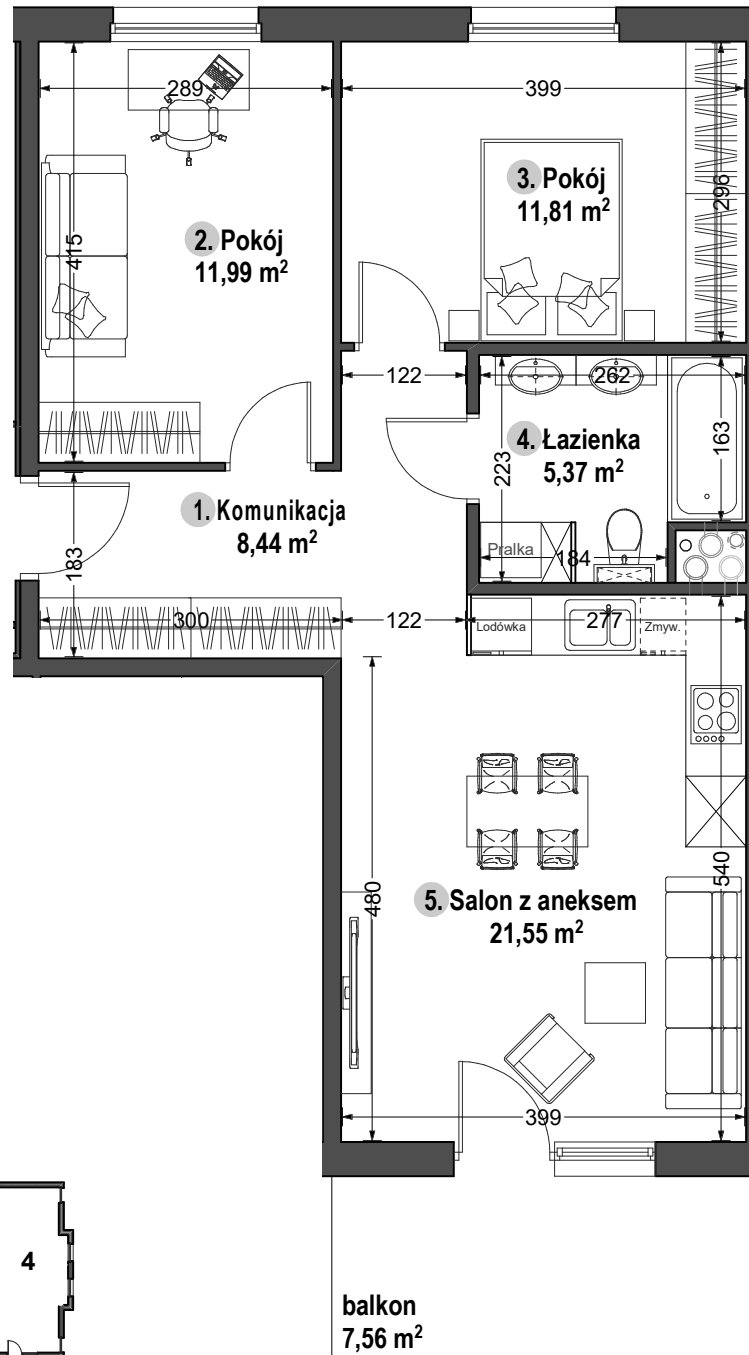 289
399
3. Pokój
11,81 m²
296
2. Pokój
11,99 m²
415
122
262
4. Łazienka
5,37 m²
163
223
1. Komunikacja
8,44 m²
Pralka
184
183
300
122
Lodówka
277
Zmyw.
540
480
5. Salon z aneksem
21,55 m²
399
4
balkon
7,56 m²